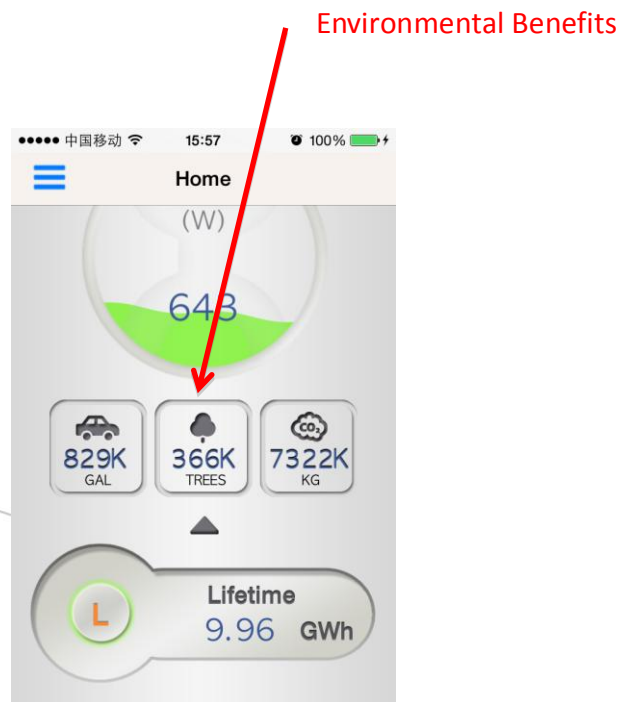 Environmental Benefits
中国移动 15:57 100%
Home
(W)
643
829K 366K 7322K
GAL TREES KG
Lifetime
L 9.96 GWh